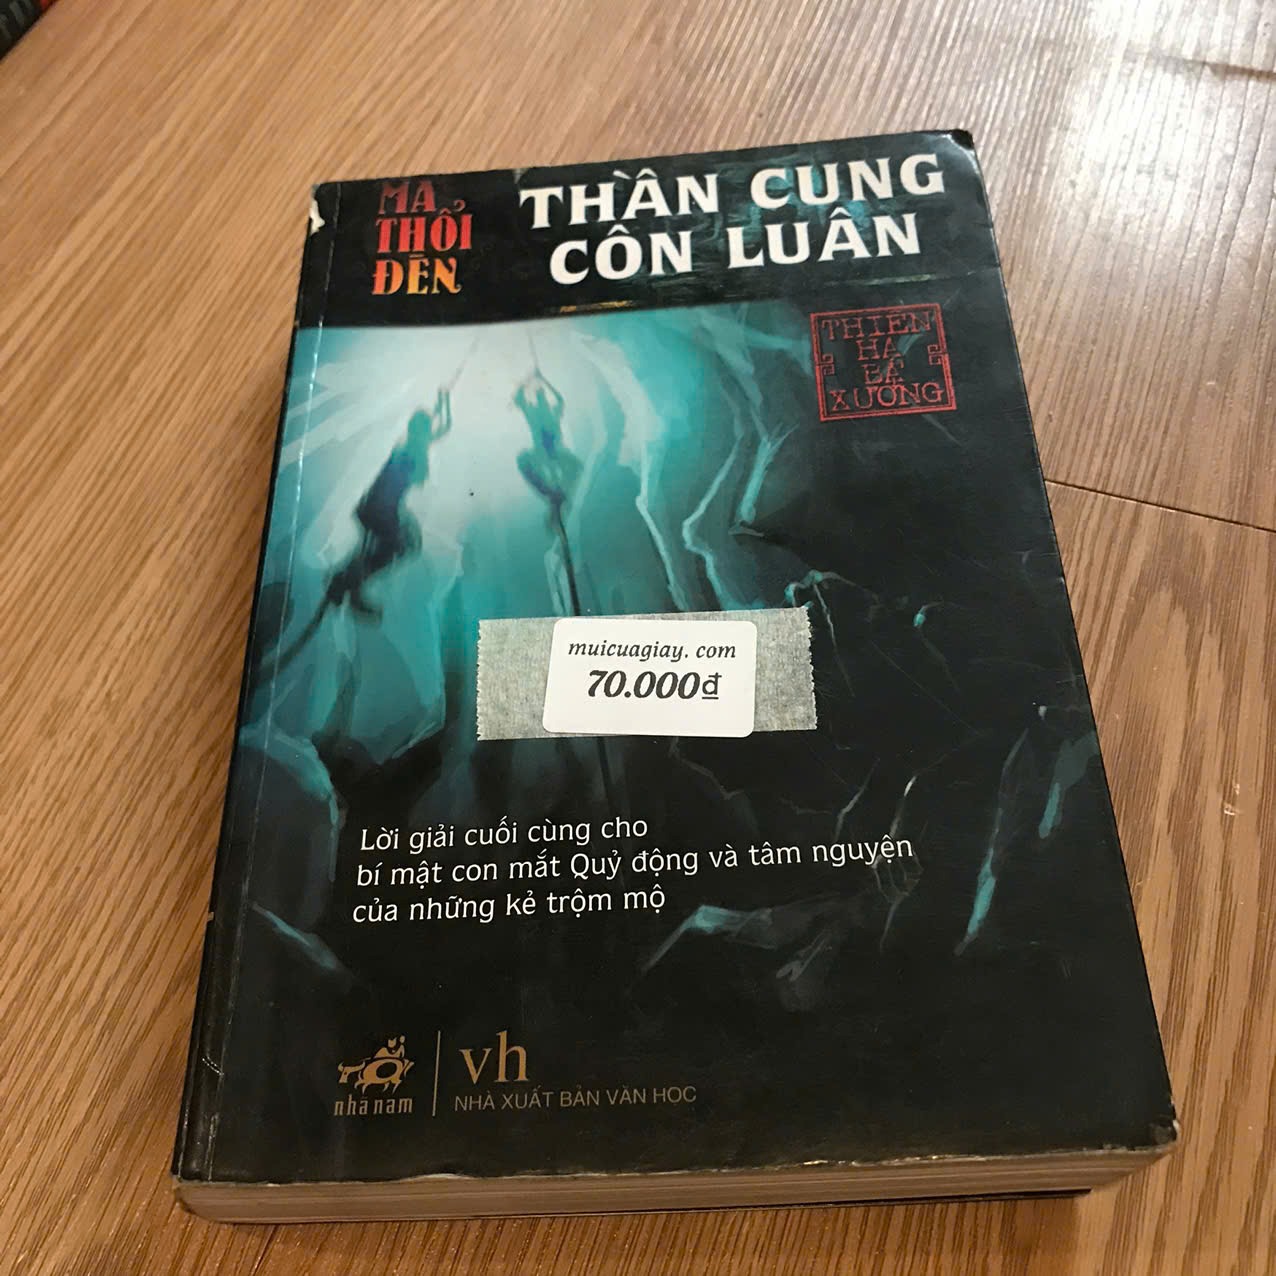 MA
THỔI
ĐÈN
THẦN CUNG
CÔN LUÂN
THIÊN
HẠ
BÁ
XƯỚNG
muicuagiay. com
70.000đ
Lời giải cuối cùng cho
bí mật con mắt Quỷ động và tâm nguyện
của những kẻ trộm mộ
nhã nam
vh
NHÀ XUẤT BẢN VĂN HỌC